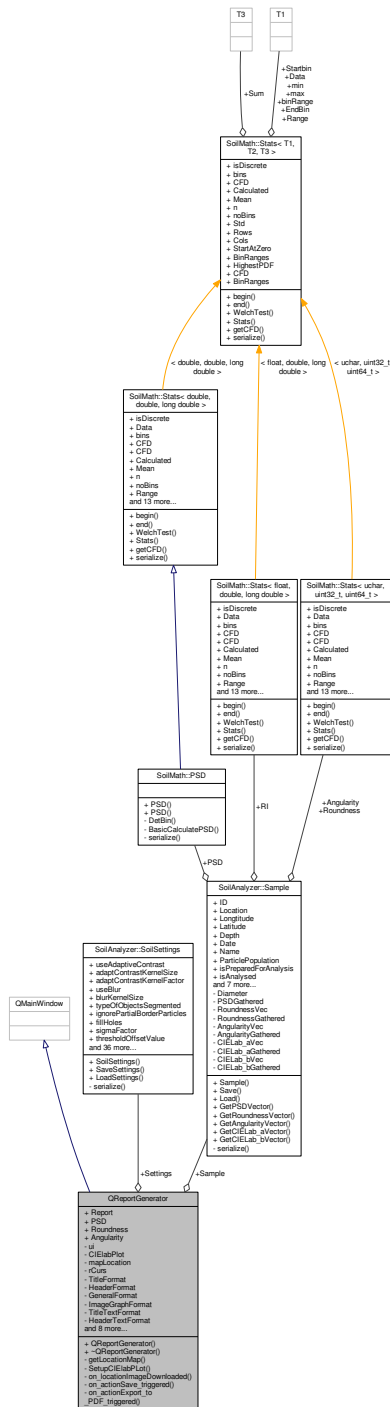 T3
T1
+Sum
+Startbin
+Data
+min
+max
+binRange
+EndBin
+Range
SoilMath::Stats< T1,
T2, T3 >
+ isDiscrete
+ bins
+ CFD
+ Calculated
+ Mean
+ n
+ noBins
+ Std
+ Rows
+ Cols
+ StartAtZero
+ BinRanges
+ HighestPDF
+ CFD
+ BinRanges
+ begin()
+ end()
+ WelchTest()
+ Stats()
+ getCFD()
+ serialize()
< double, double, long
double >
< float, double, long
double >
< uchar, uint32_t,
uint64_t >
SoilMath::Stats< double,
double, long double >
+ isDiscrete
+ Data
+ bins
+ CFD
+ CFD
+ Calculated
+ Mean
+ n
+ noBins
+ Range
and 13 more...
+ begin()
+ end()
+ WelchTest()
+ Stats()
+ getCFD()
+ serialize()
SoilMath::Stats< float,
double, long double >
+ isDiscrete
+ Data
+ bins
+ CFD
+ CFD
+ Calculated
+ Mean
+ n
+ noBins
+ Range
and 13 more...
+ begin()
+ end()
+ WelchTest()
+ Stats()
+ getCFD()
+ serialize()
SoilMath::Stats< uchar,
uint32_t, uint64_t >
+ isDiscrete
+ Data
+ bins
+ CFD
+ CFD
+ Calculated
+ Mean
+ n
+ noBins
+ Range
and 13 more...
+ begin()
+ end()
+ WelchTest()
+ Stats()
+ getCFD()
+ serialize()
SoilMath::PSD
+ PSD()
+ PSD()
- DetBin()
- BasicCalculatePSD()
- serialize()
+RI
+Angularity
+Roundness
+PSD
SoilAnalyzer::Sample
+ ID
+ Location
+ Longtitude
+ Latitude
+ Depth
+ Date
+ Name
+ ParticlePopulation
+ isPreparedForAnalysis
+ isAnalysed
and 7 more...
- Diameter
- PSDGathered
- RoundnessVec
- RoundnessGathered
- AngularityVec
- AngularityGathered
- CIELab_aVec
- CIELab_aGathered
- CIELab_bVec
- CIELab_bGathered
+ Sample()
+ Save()
+ Load()
+ GetPSDVector()
+ GetRoundnessVector()
+ GetAngularityVector()
+ GetCIELab_aVector()
+ GetCIELab_bVector()
- serialize()
SoilAnalyzer::SoilSettings
+ useAdaptiveContrast
+ adaptContrastKernelSize
+ adaptContrastKernelFactor
+ useBlur
+ blurKernelSize
+ typeOfObjectsSegmented
+ ignorePartialBorderParticles
+ fillHoles
+ sigmaFactor
+ thresholdOffsetValue
and 36 more...
+ SoilSettings()
+ SaveSettings()
+ LoadSettings()
- serialize()
QMainWindow
+Settings
+Sample
QReportGenerator
+ Report
+ PSD
+ Roundness
+ Angularity
- ui
- CIElabPlot
- mapLocation
- rCurs
- TitleFormat
- HeaderFormat
- GeneralFormat
- ImageGraphFormat
- TitleTextFormat
- HeaderTextFormat
and 8 more...
+ QReportGenerator()
+ ~QReportGenerator()
- getLocationMap()
- SetupCIElabPLot()
- on_locationImageDownloaded()
- on_actionSave_triggered()
- on_actionExport_to
_PDF_triggered()